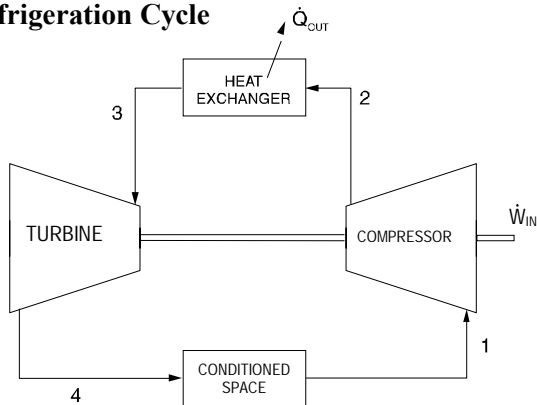 frigeration Cycle
Q̇OUT
HEAT
EXCHANGER
3
2
TURBINE
COMPRESSOR
ẆIN
1
CONDITIONED
SPACE
4